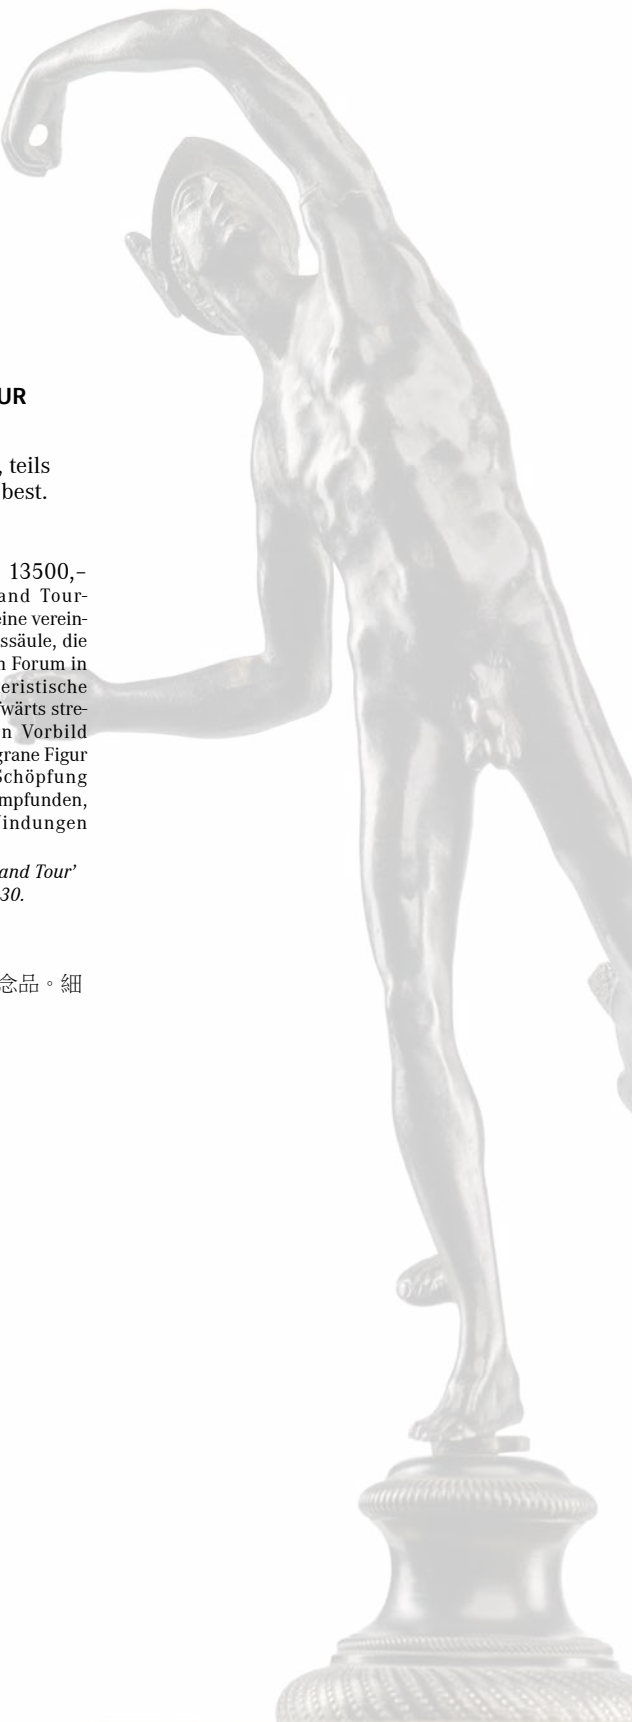 UR
, teils
best.
13500,–
and Tour-
eine verein-
ssäule, die
n Forum in
eristische
wärts stre-
n Vorbild
grane Figur
Schöpfung
mpfunden,
indungen
and Tour’
30.
念品。細